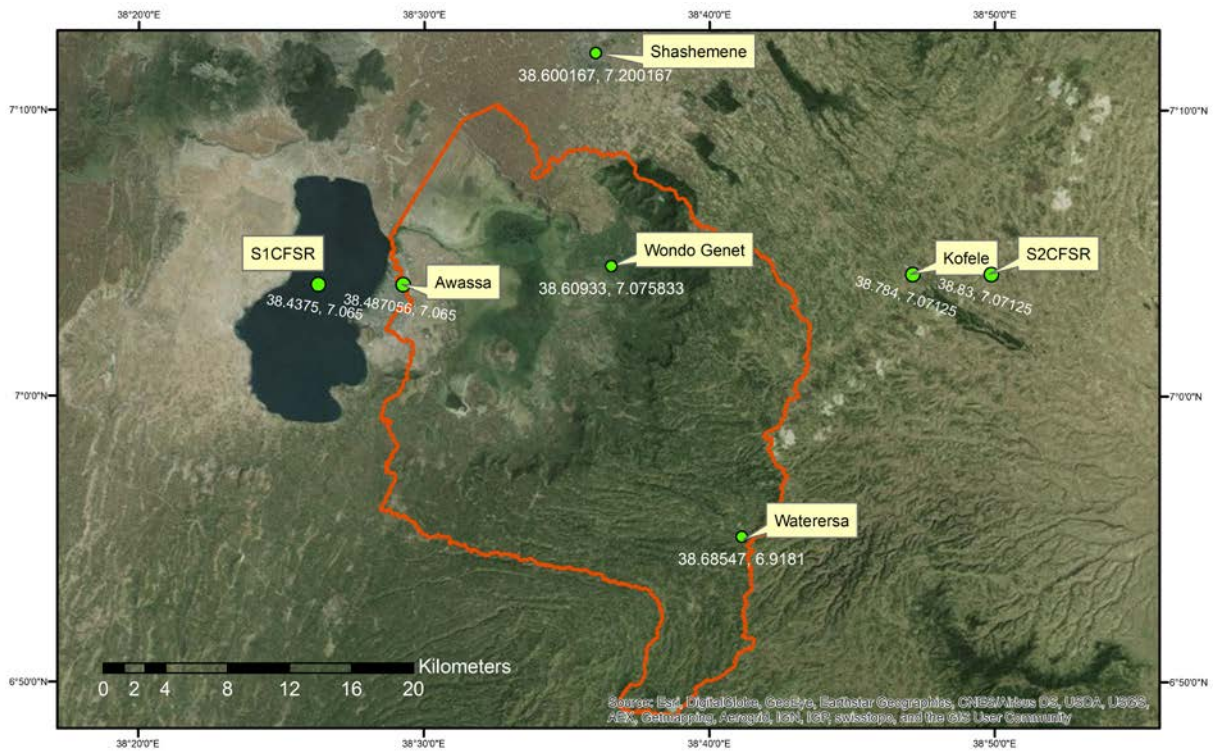 38°20'0"E 38°30'0"E 38°40'0"E 38°50'0"E
Shashemene
38.600167, 7.200167
7°10'0"N 7°10'0"N
S1CFSR
Wondo Genet
Kofele
S2CFSR
Awassa
38.4375, 7.065
38.487056, 7.065
38.60933, 7.075833
38.784, 7.07125
38.83, 7.07125
7°0'0"N 7°0'0"N
Waterersa
38.68547, 6.9181
Kilometers
0 2 4 8 12 16 20
6°50'0"N 6°50'0"N
Source: Esri, DigitalGlobe, GeoEye, Earthstar Geographics, CNES/Airbus DS, USDA, USGS,
AEX, Getmapping, Aerogrid, IGN, IGP, swisstopo, and the GIS User Community
38°20'0"E 38°30'0"E 38°40'0"E 38°50'0"E